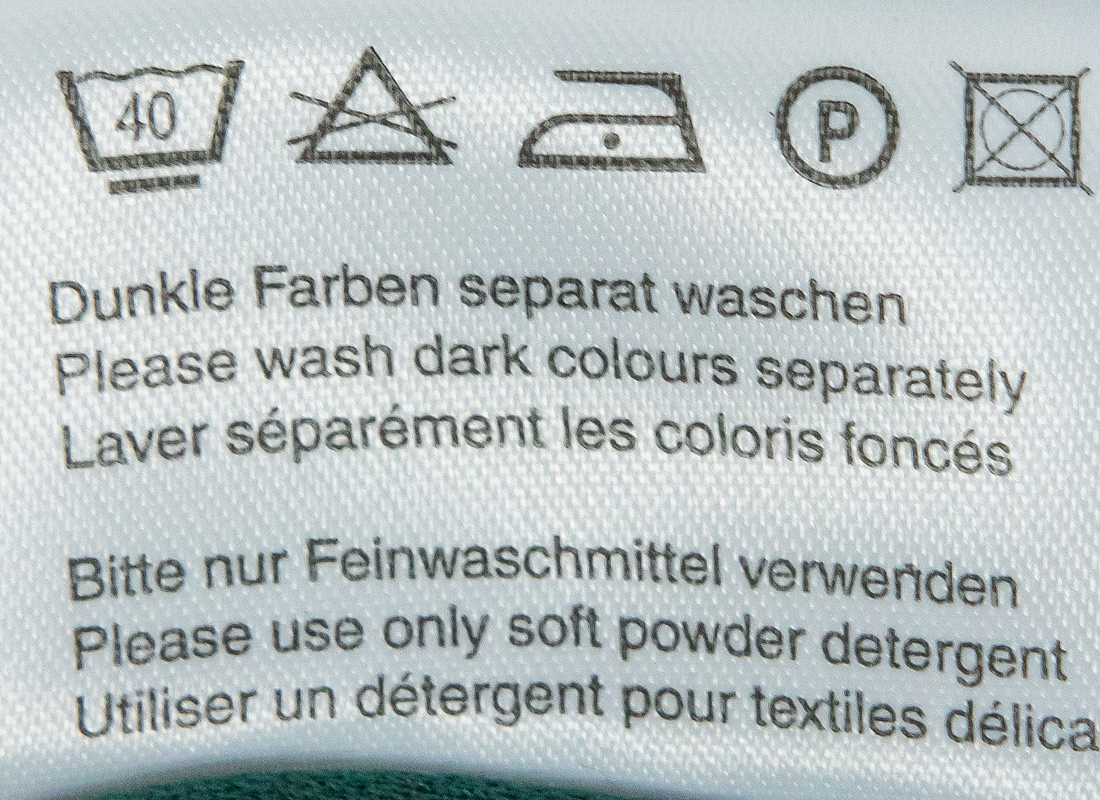 40 P
Dunkle Farben separat waschen
Please wash dark colours separately
Laver séparément les coloris foncés
Bitte nur Feinwaschmittel verwenden
Please use only soft powder detergent
Utiliser un détergent pour textiles délica